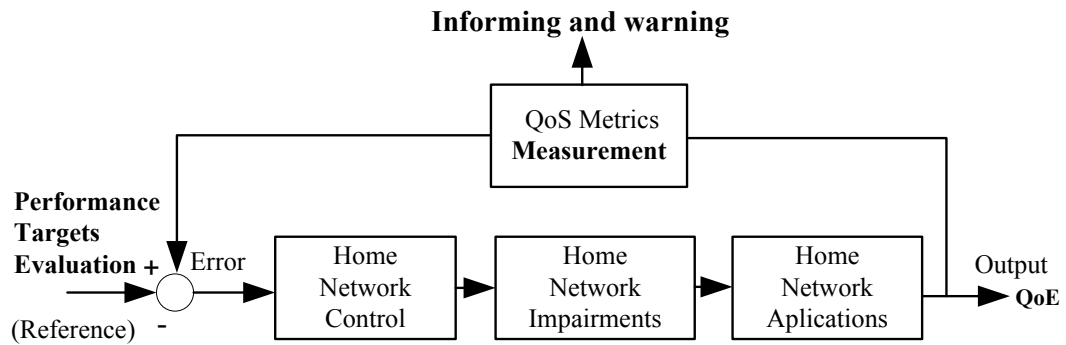 Informing and warning
QoS Metrics
Measurement
Performance
Targets
Evaluation +
(Reference)
-
Error
Home
Network
Control
Home
Network
Impairments
Home
Network
Aplications
Output
QoE